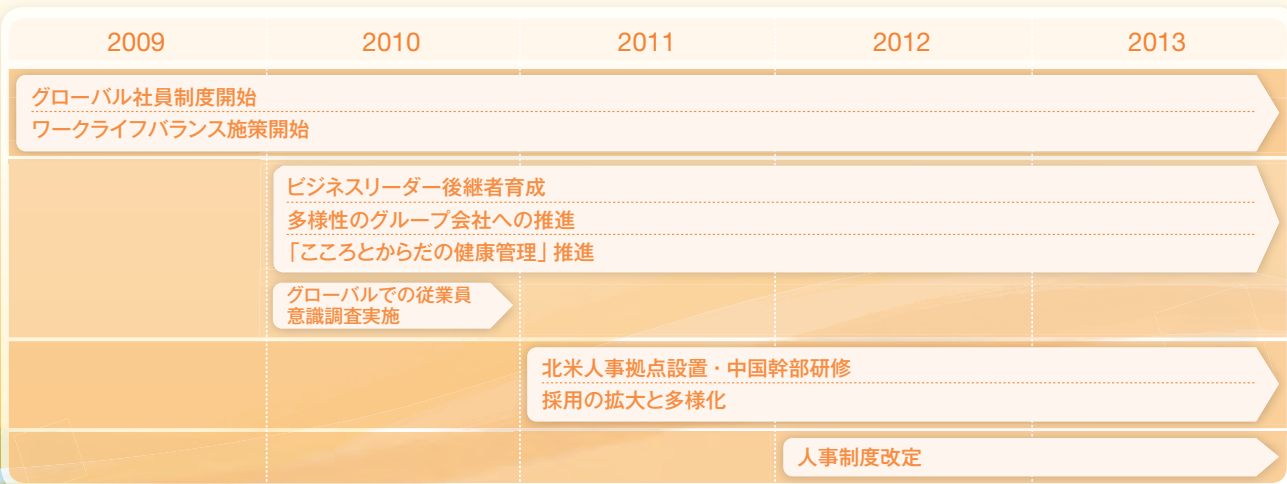 2009 2010 2011 2012 2013
グローバル社員制度開始
ワークライフバランス施策開始
ビジネスリーダー後継者育成
多様性のグループ会社への推進
「こころとからだの健康管理」推進
グローバルでの従業員
意識調査実施
北米人事拠点設置・中国幹部研修
採用の拡大と多様化
人事制度改定